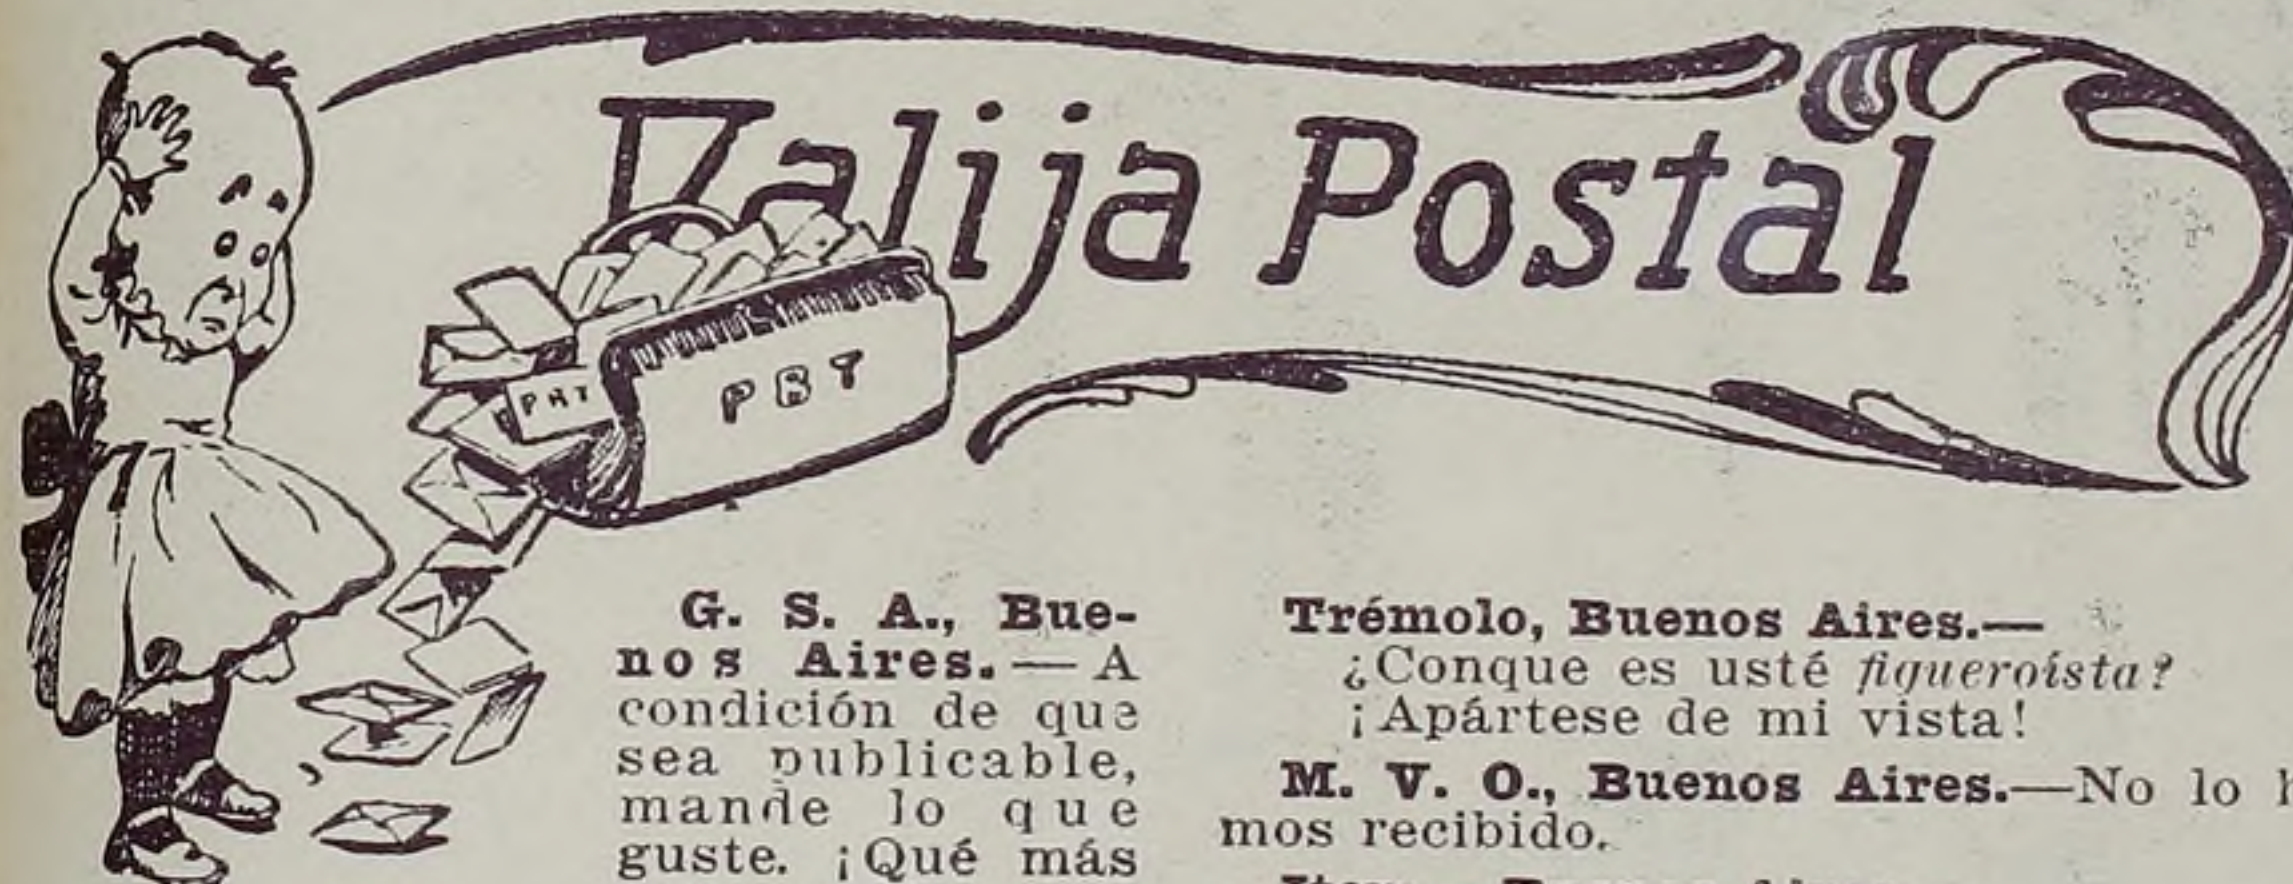 Valija Postal
PBT
PBT
G. S. A., Bue-
nos Aires.—A
condición de que
sea publicable,
mande lo que
guste. ¡Qué más
Trémolo, Buenos Aires.—
¿Conque es usté figueroísta?
¡Apártese de mi vista!
M. V. O., Buenos Aires.—No lo h
mos recibido.